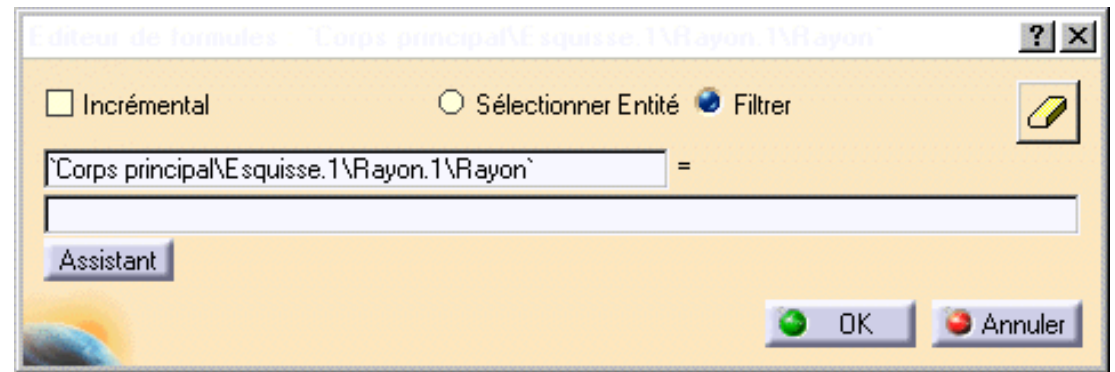 Editeur de formules `Corps principal\Esquisse.1\Rayon.1\Rayon`
? X
Incrémental Sélectionner Entité Filtrer
`Corps principal\Esquisse.1\Rayon.1\Rayon` =
Assistant
OK Annuler